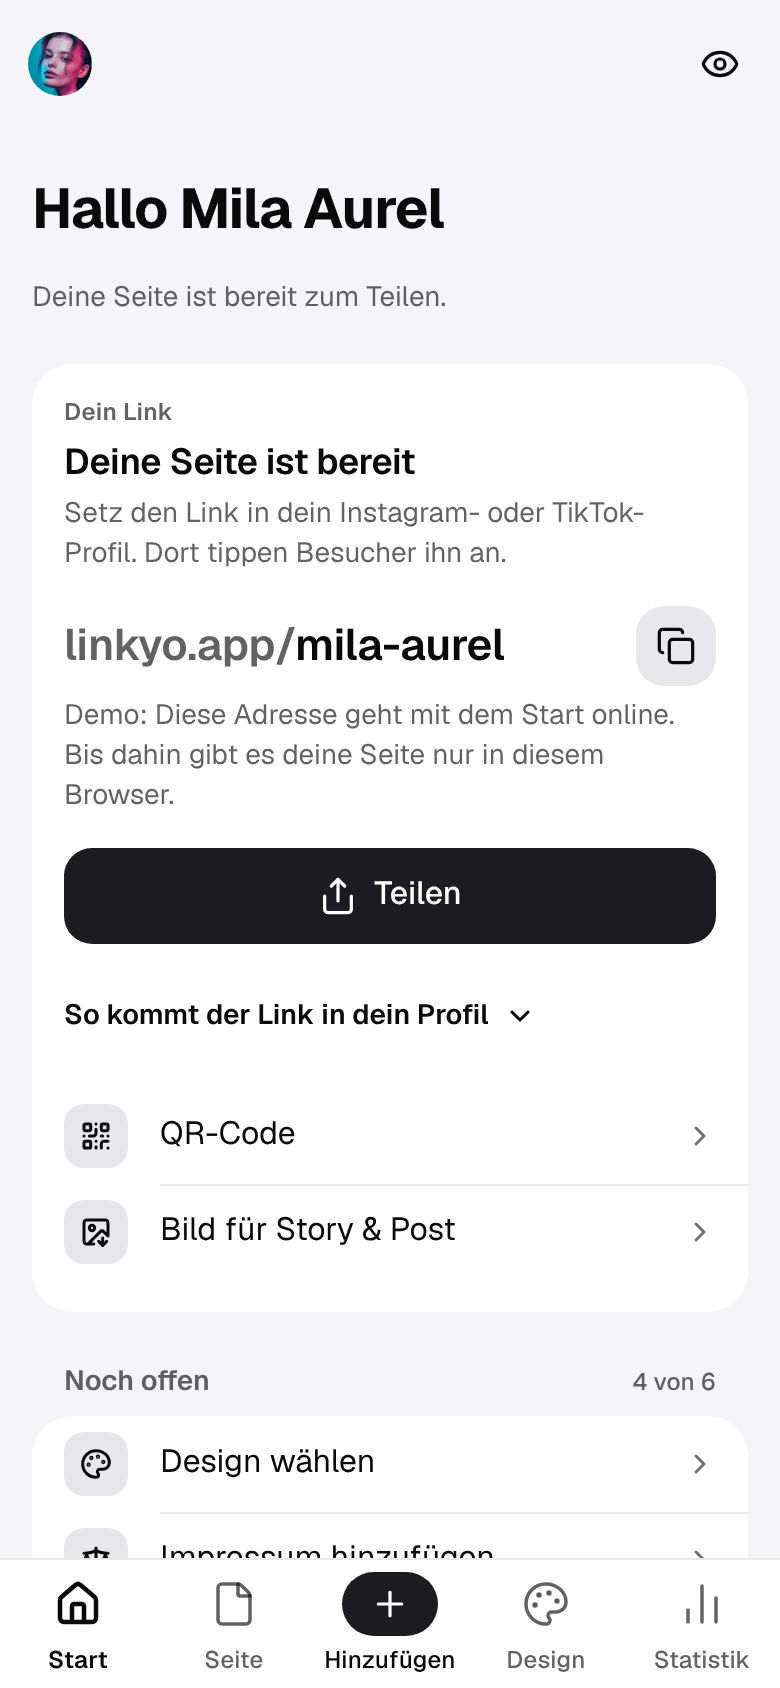 Hallo Mila Aurel
Deine Seite ist bereit zum Teilen.
Dein Link
Deine Seite ist bereit
Setz den Link in dein Instagram- oder TikTok-
Profil. Dort tippen Besucher ihn an.
linkyo.app/mila-aurel
Demo: Diese Adresse geht mit dem Start online.
Bis dahin gibt es deine Seite nur in diesem
Browser.
Teilen
So kommt der Link in dein Profil
QR-Code
Bild für Story & Post
Noch offen
4 von 6
Design wählen
Impressum hinzufügen
Start
Seite
Hinzufügen
Design
Statistik